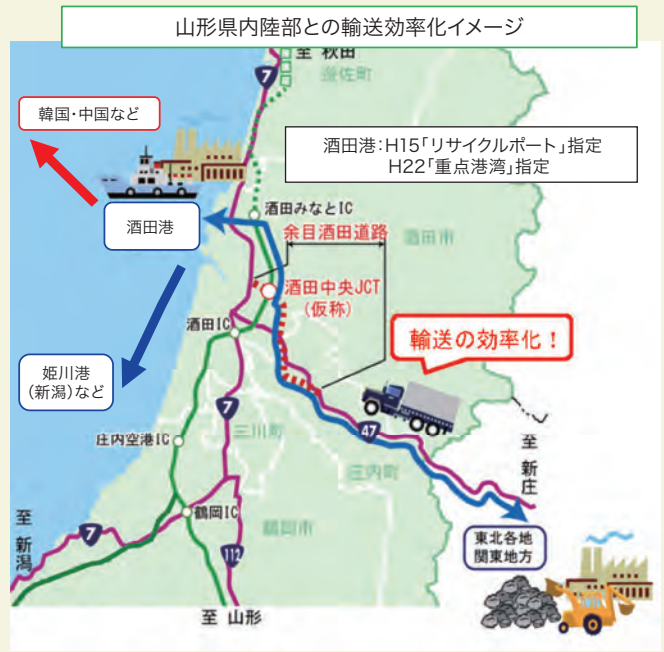 山形県内陸部との輸送効率化イメージ
至 秋田
遊佐町
7
韓国・中国など
酒田港:H15「リサイクルポート」指定
H22「重点港湾」指定
酒田みなとIC
酒田港
余目酒田道路
酒田市
酒田中央JCT
(仮称)
酒田IC
輸送の効率化!
姫川港
(新潟)など
7
三川町
47
庄内空港IC
庄内町
至 新庄
鶴岡IC
鶴岡市
至 新潟
7
112
東北各地
関東地方
至 山形